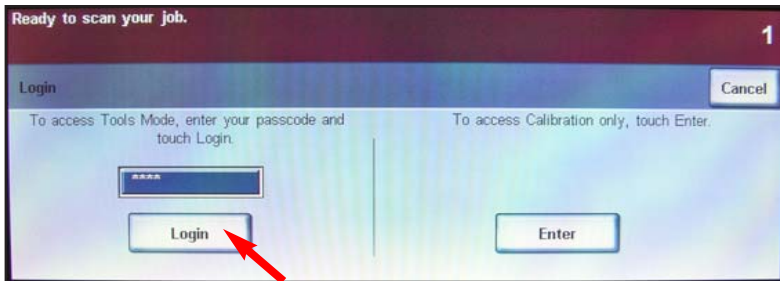 Ready to scan your job.
1
Login
Cancel
To access Tools Mode, enter your passcode and
touch Login.
To access Calibration only, touch Enter.
****
Login
Enter